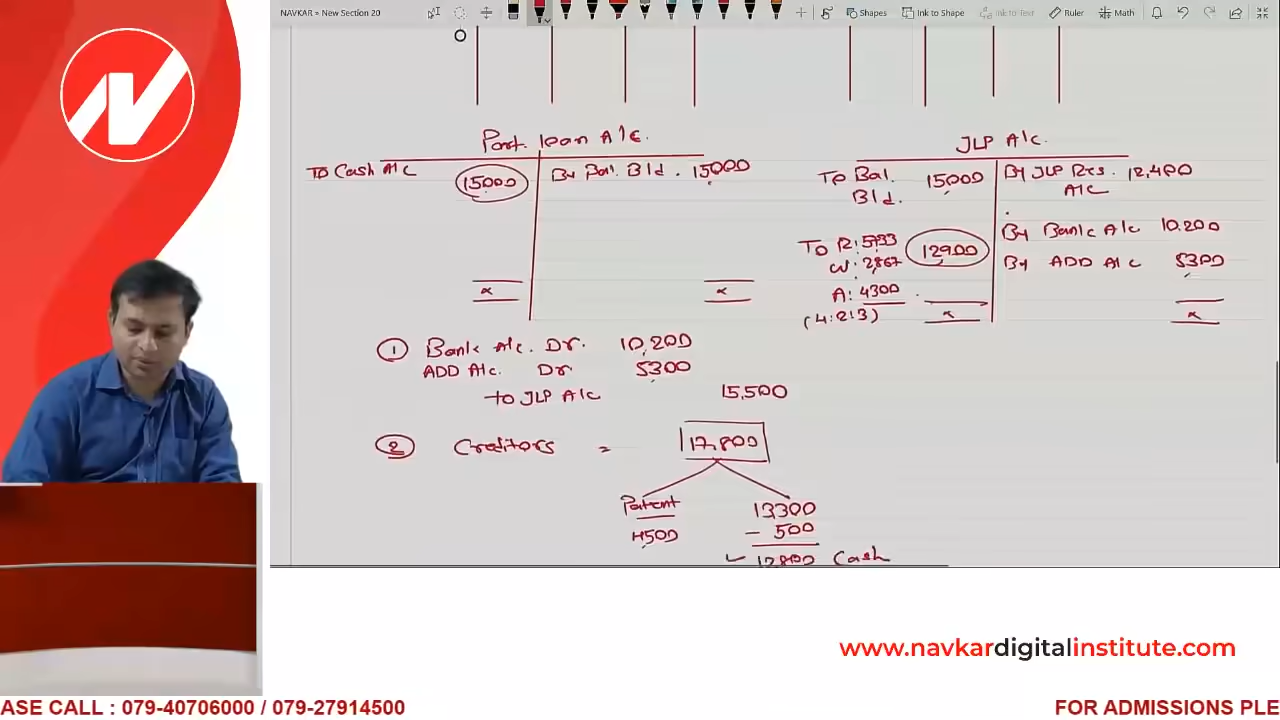 NAVKAR » New Section 20
Shapes
Ink to Shape
Ink to Text
Ruler
Math
Part. loan A/c.
To Cash A/c 15000 By Bal. B/d. 15000
x x
JLP A/c.
To Bal. B/d. 15000 By JLP Res. A/c 12,400
By Bank A/c 10,200
To R: 5733 12900 By ADD A/c 5300
W: 2,867
A: 4300
(4:2:3) x x
① Bank A/c. Dr. 10,200
ADD A/c. Dr. 5300
To JLP A/c 15,500
② Creditors = 17,800
Patent 13300
4500 – 500
12800 Cash
www.navkardigitalinstitute.com
ASE CALL : 079-40706000 / 079-27914500
FOR ADMISSIONS PLE